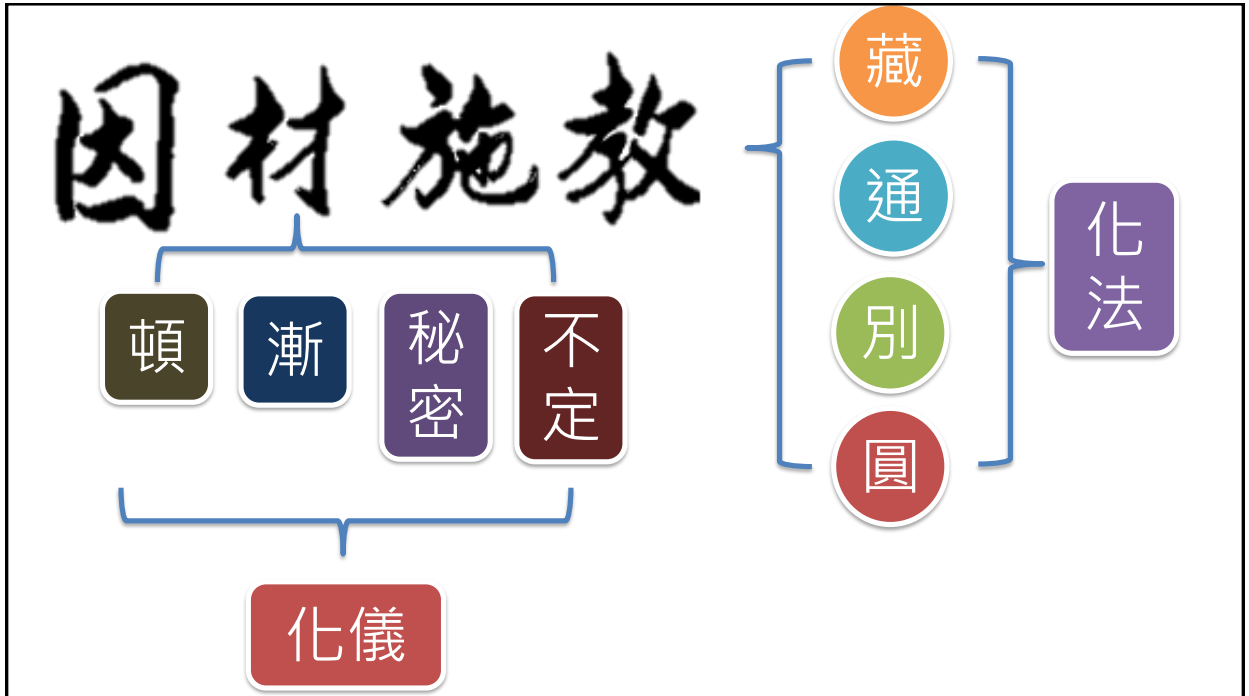 因材施教
頓
漸
秘
密
不
定
化儀
藏
通
別
圓
化
法